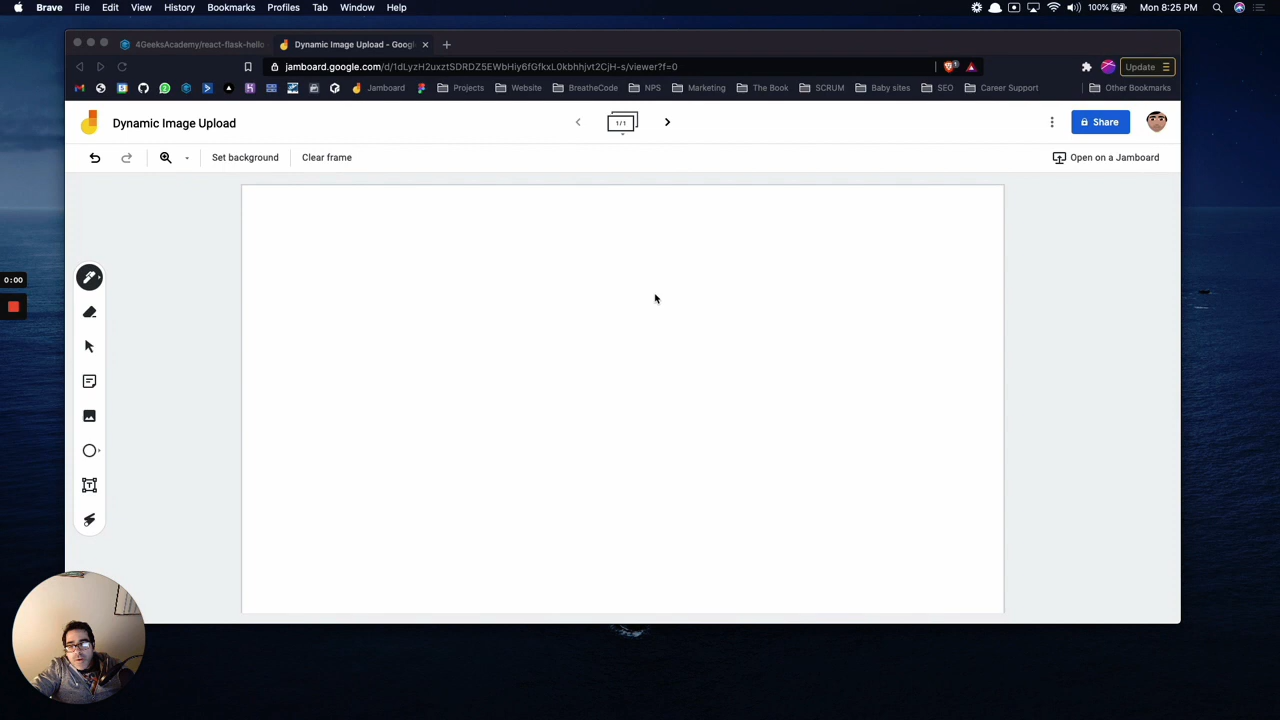 Brave File Edit View History Bookmarks Profiles Tab Window Help
100% Mon 8:25 PM
4GeeksAcademy/react-flask-hello
Dynamic Image Upload - Goog
jamboard.google.com/d/1dLyzH2uxztSDRDZ5EWbHiy6fGfkxL0kbhhjvt2CjH-s/viewer?f=0
1
Update
Jamboard Projects Website BreatheCode NPS Marketing The Book SCRUM Baby sites SEO Career Support Other Bookmarks
Dynamic Image Upload
1/1
Share
Set background Clear frame
Open on a Jamboard
0:00